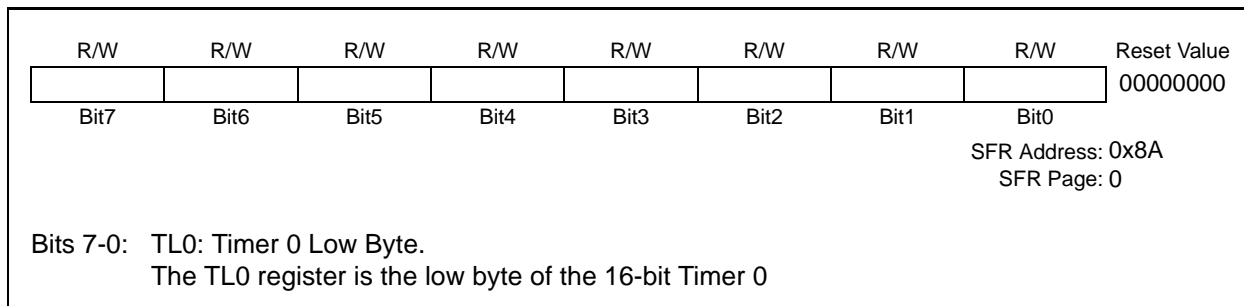 R/W R/W R/W R/W R/W R/W R/W R/W Reset Value
00000000
Bit7 Bit6 Bit5 Bit4 Bit3 Bit2 Bit1 Bit0
SFR Address: 0x8A
SFR Page: 0
Bits 7-0: TL0: Timer 0 Low Byte.
The TL0 register is the low byte of the 16-bit Timer 0